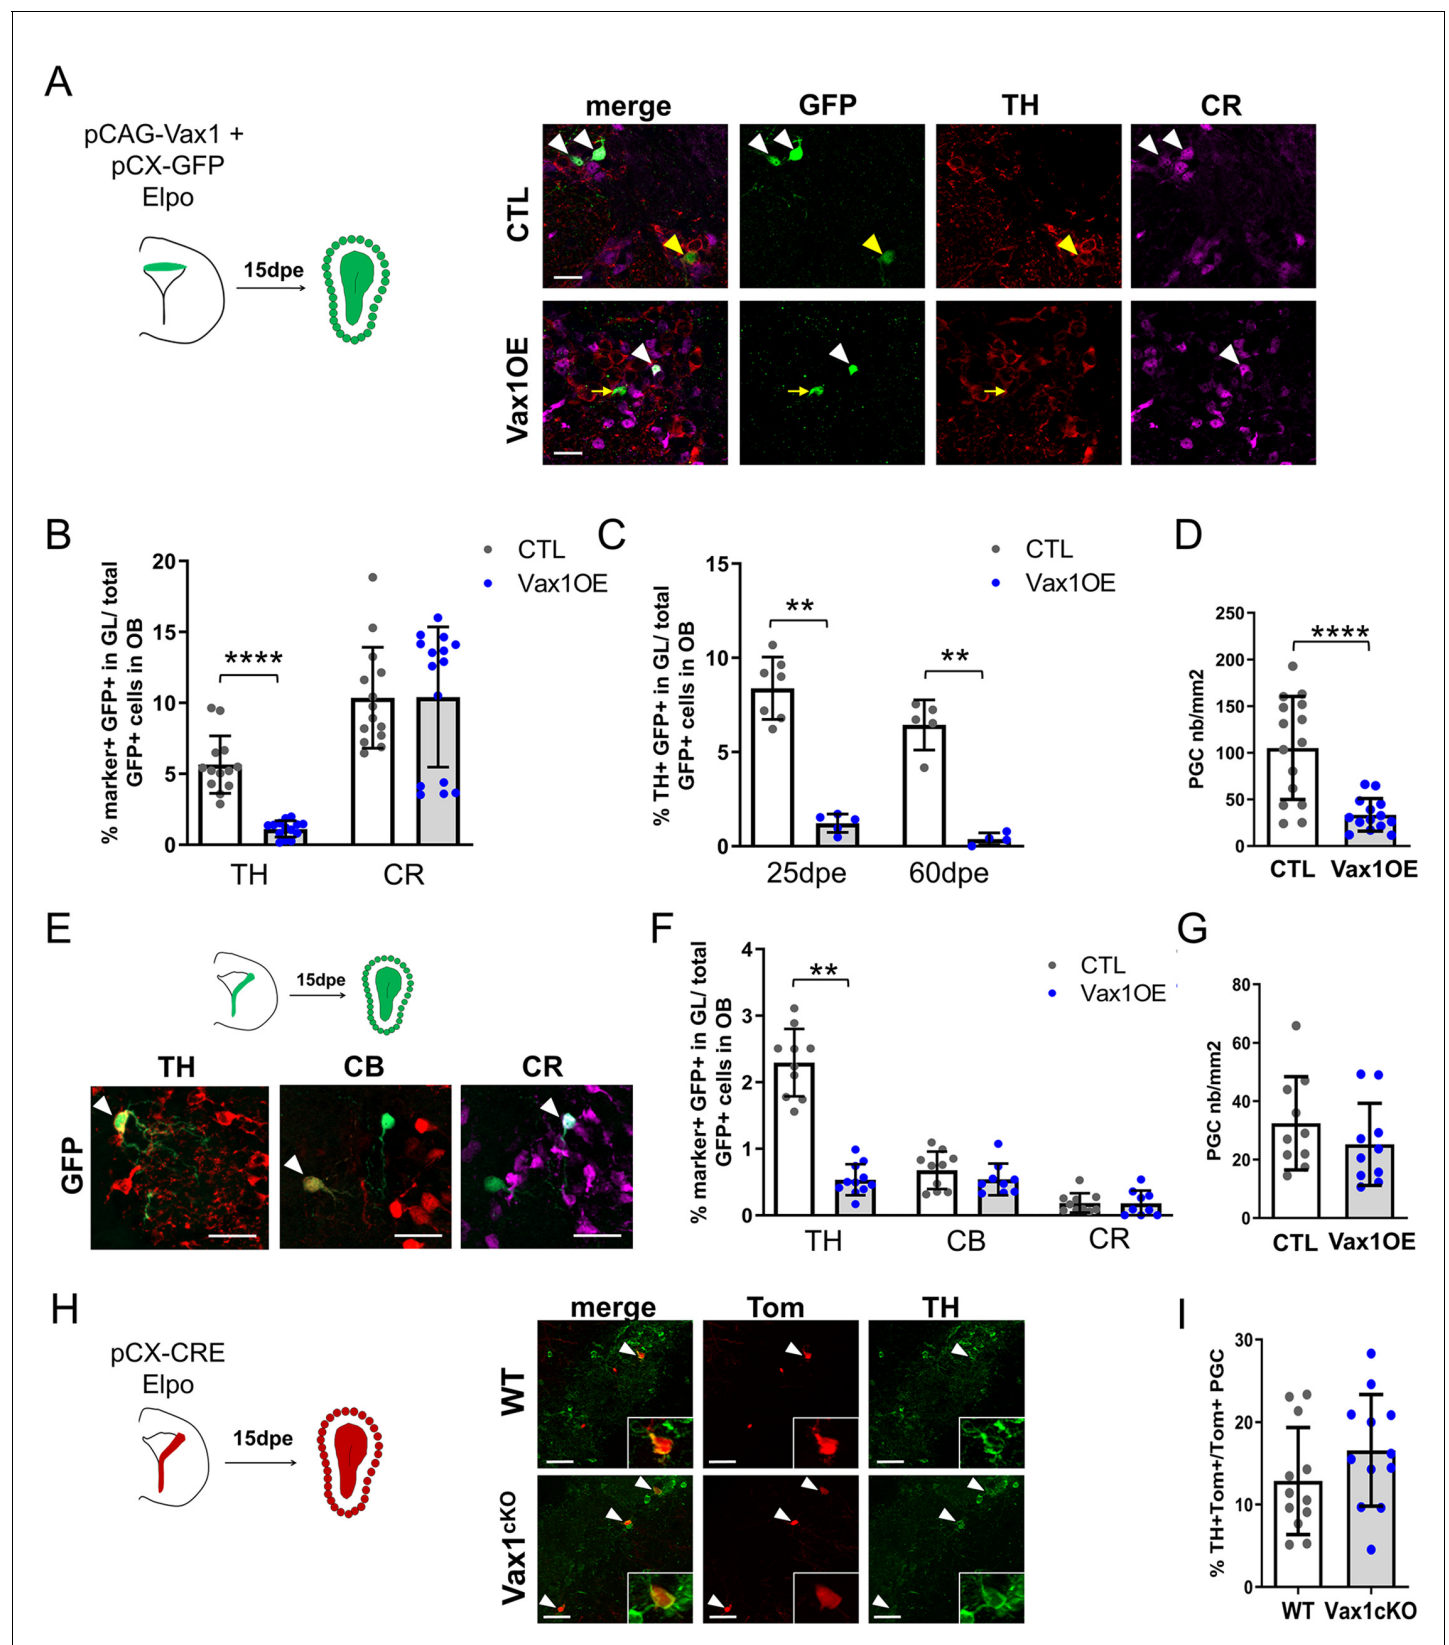 A
pCAG-Vax1 +
pCX-GFP
Elpo
15dpe
merge GFP TH CR
CTL
Vax1OE
B
CTL
Vax1OE
% marker+ GFP+ in GL/ total
GFP+ cells in OB
20
15
10
5
0
****
TH CR
C
CTL
Vax1OE
% TH+ GFP+ in GL/ total
GFP+ cells in OB
15
10
5
0
**
**
25dpe 60dpe
D
PGC nb/mm2
250
200
150
100
50
0
****
CTL Vax1OE
E
15dpe
TH CB CR
GFP
F
CTL
Vax1OE
% marker+ GFP+ in GL/ total
GFP+ cells in OB
4
3
2
1
0
**
TH CB CR
G
PGC nb/mm2
80
60
40
20
0
CTL Vax1OE
H
pCX-CRE
Elpo
15dpe
merge Tom TH
WT
Vax1cKO
I
% TH+Tom+/Tom+ PGC
30
20
10
0
WT Vax1cKO